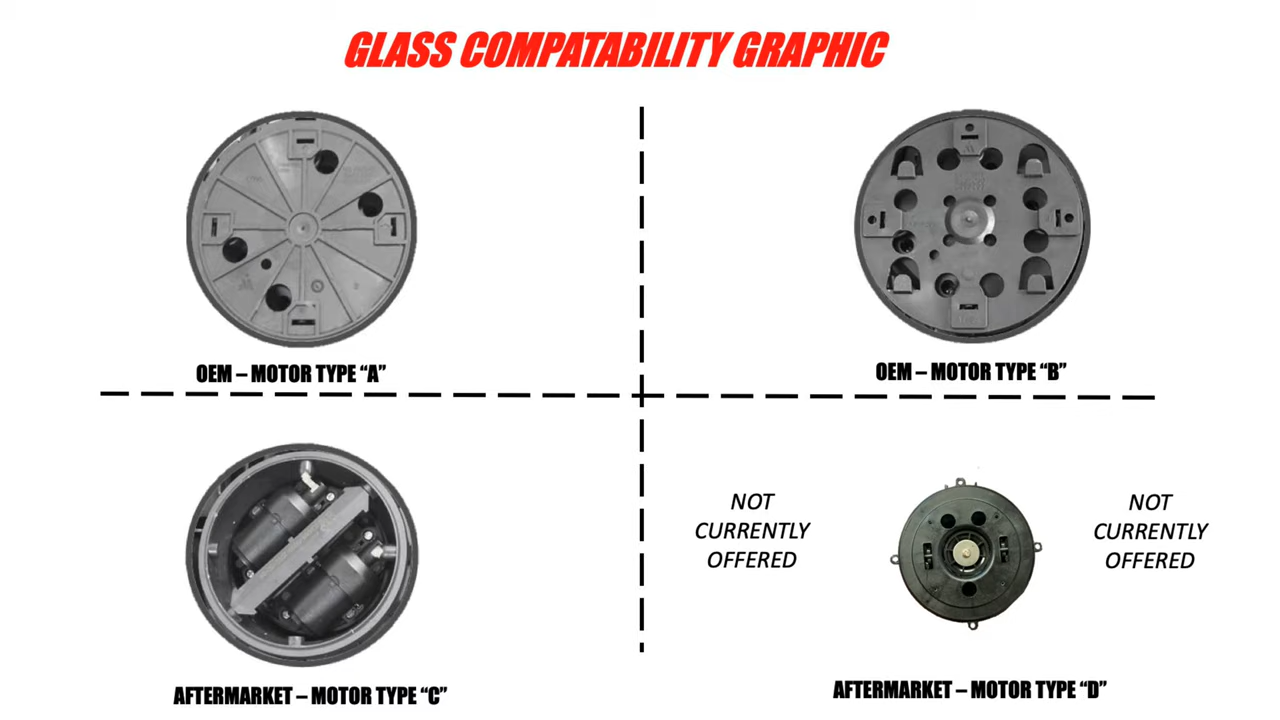 GLASS COMPATABILITY GRAPHIC
OEM – MOTOR TYPE “A”
OEM – MOTOR TYPE “B”
NOT
CURRENTLY
OFFERED
NOT
CURRENTLY
OFFERED
AFTERMARKET – MOTOR TYPE “C”
AFTERMARKET – MOTOR TYPE “D”